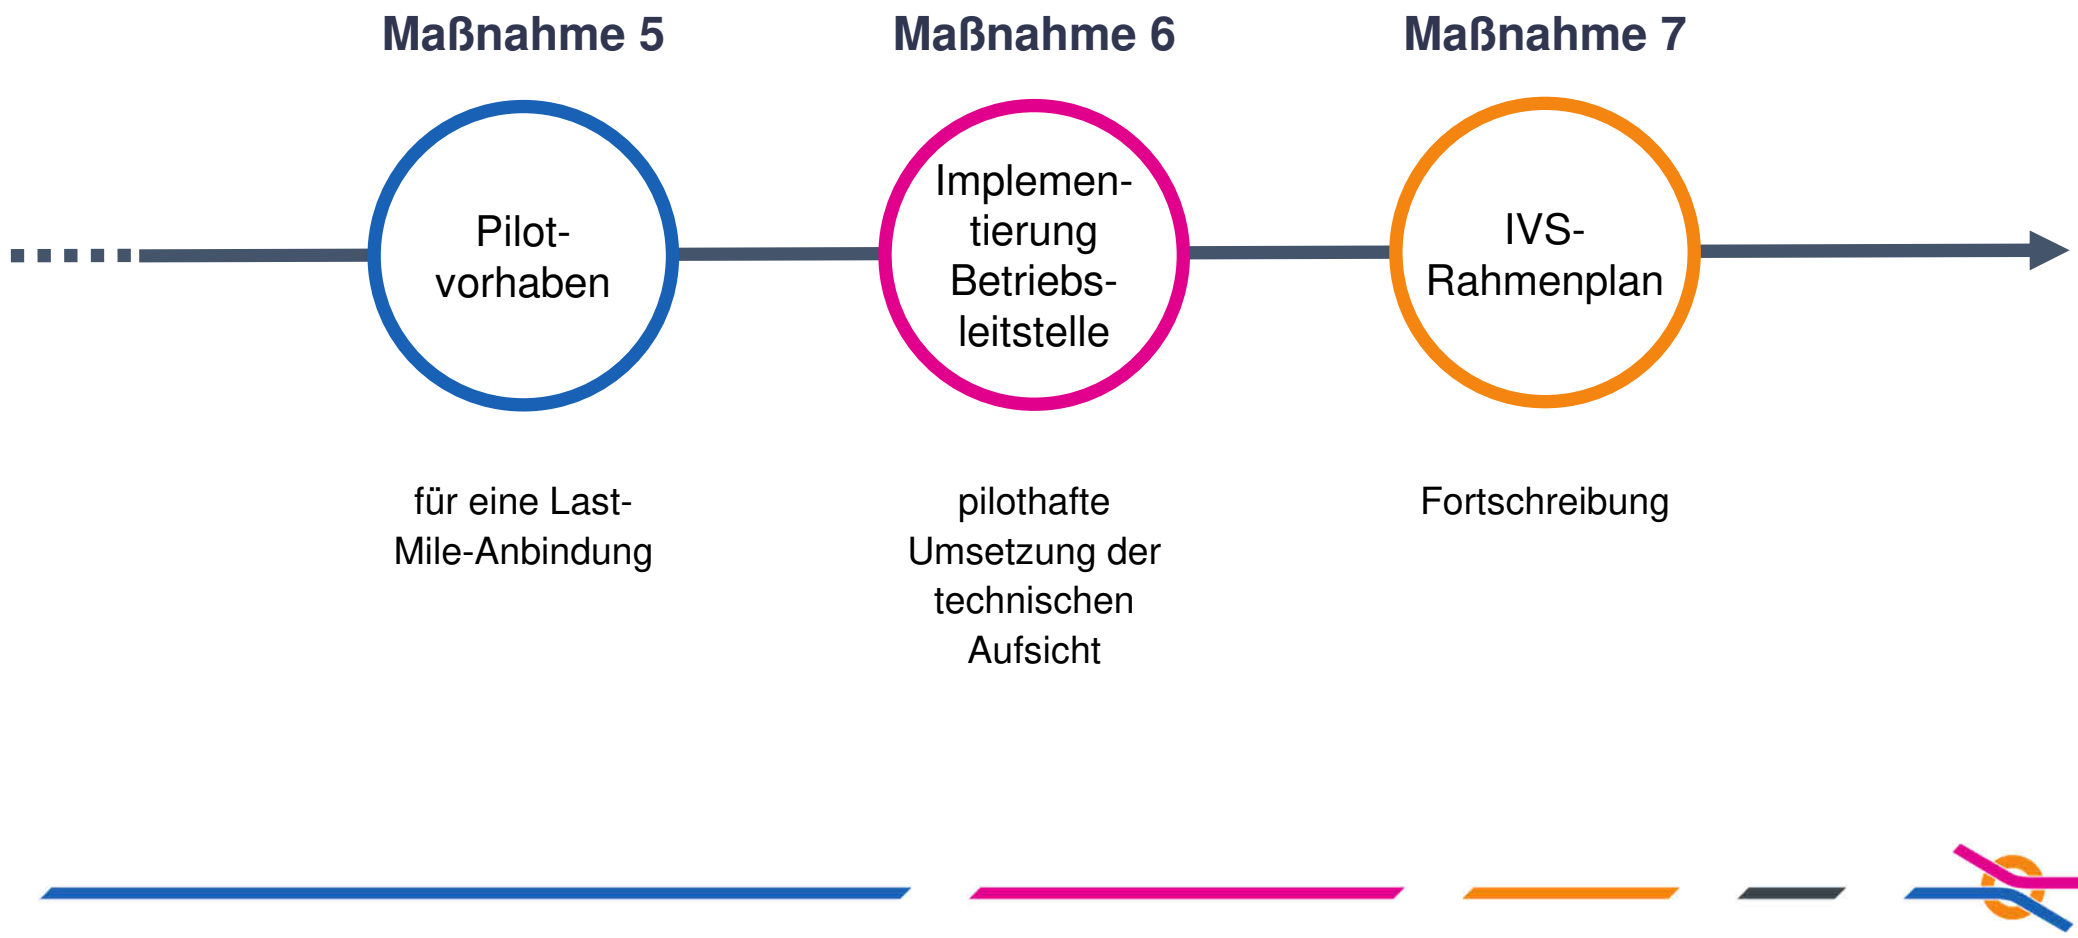 Maßnahme 5
Pilot-
vorhaben
für eine Last-
Mile-Anbindung
Maßnahme 6
Implemen-
tierung
Betriebs-
leitstelle
pilothafte
Umsetzung der
technischen
Aufsicht
Maßnahme 7
IVS-
Rahmenplan
Fortschreibung